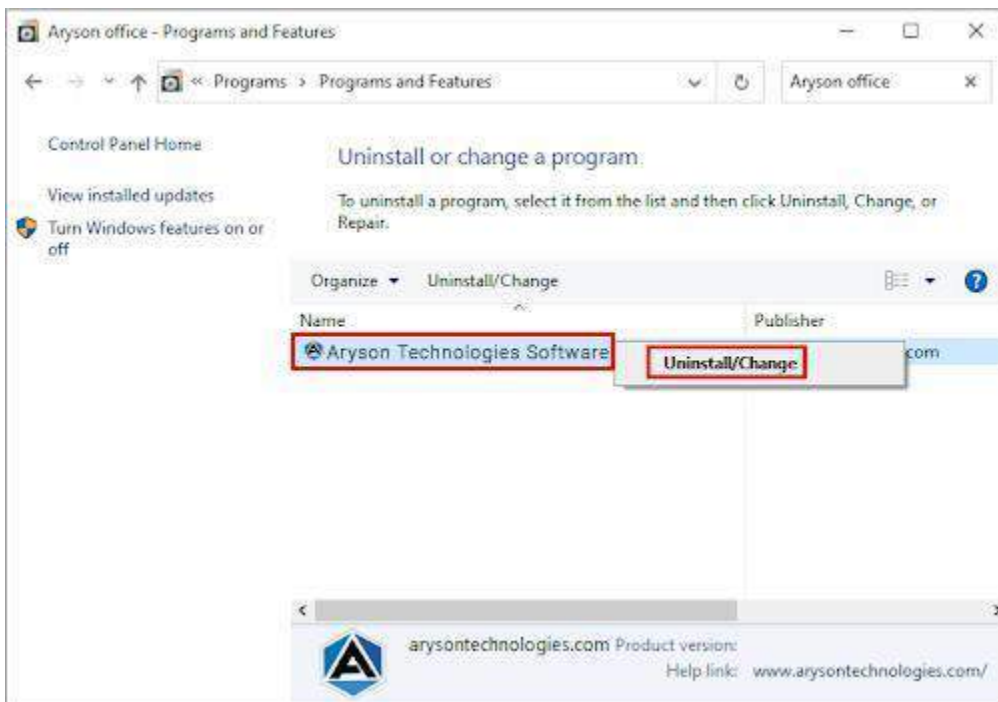 Aryson office - Programs and Features
« Programs › Programs and Features
Aryson office
Control Panel Home
View installed updates
Turn Windows features on or
off
Uninstall or change a program
To uninstall a program, select it from the list and then click Uninstall, Change, or
Repair.
Organize Uninstall/Change
Name Publisher
Aryson Technologies Software
Uninstall/Change
com
arysontechnologies.com Product version:
Help link: www.arysontechnologies.com/